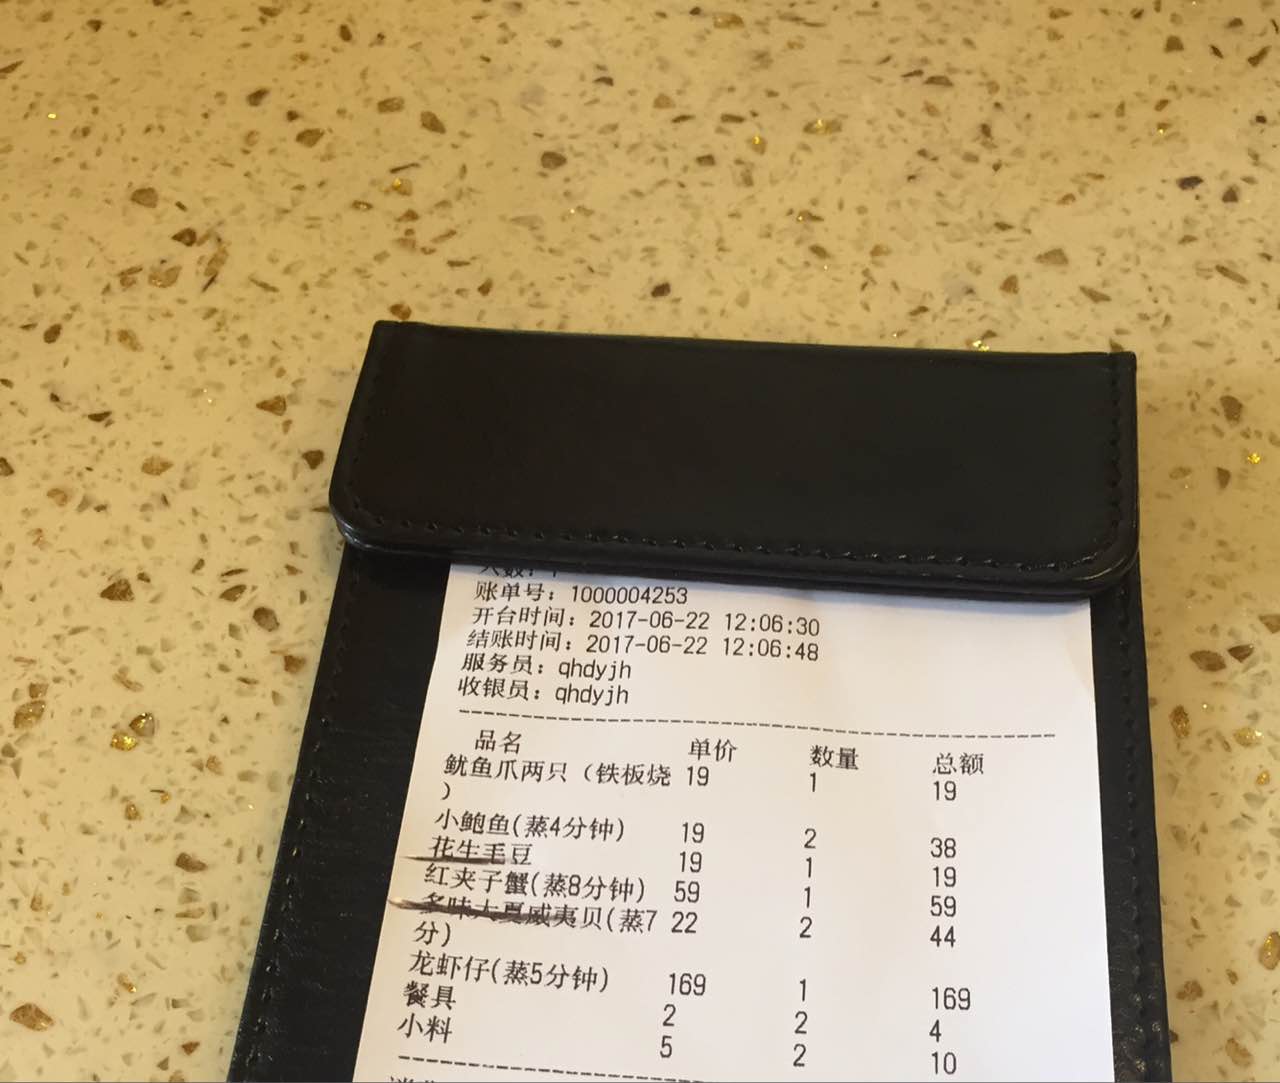 人数：
账单号：1000004253
开台时间：2017-06-22 12:06:30
结账时间：2017-06-22 12:06:48
服务员：qhdyjh
收银员：qhdyjh
品名 单价 数量 总额
鱿鱼爪两只（铁板烧 19 1 19
）
小鲍鱼(蒸4分钟) 19 2 38
花生毛豆 19 1 19
红夹子蟹(蒸8分钟) 59 1 59
多味大夏威夷贝(蒸7 22 2 44
分)
龙虾仔(蒸5分钟) 169 1 169
餐具 2 2 4
小料 5 2 10